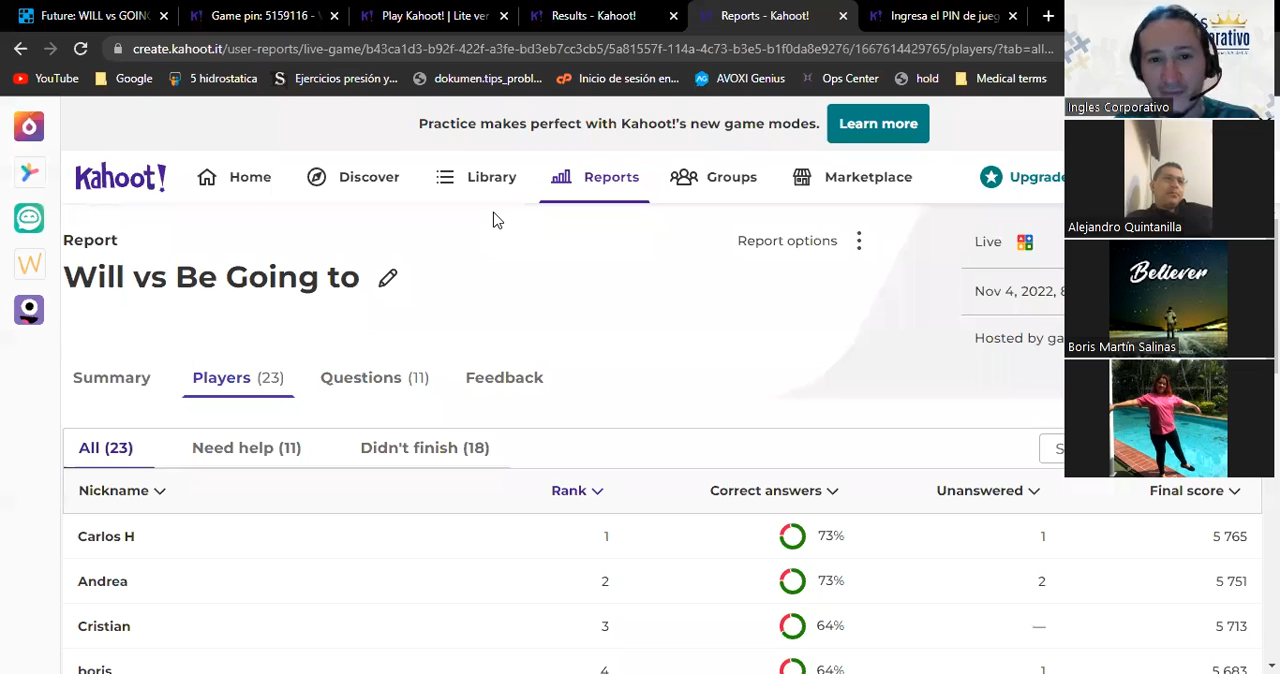 Future: WILL vs GOING
Game pin: 5159116 -
Play Kahoot! | Lite ver
Results - Kahoot!
Reports - Kahoot!
Ingresa el PIN de jueg
create.kahoot.it/user-reports/live-game/b43ca1d3-b92f-422f-a3fe-bd3eb7cc3cb5/5a81557f-114a-4c73-b3e5-b1f0da8e9276/1667614429765/players/?tab=all...
YouTube
Google
5 hidrostatica
Ejercicios presión y...
dokumen.tips_probl...
Inicio de sesión en...
AVOXI Genius
Ops Center
hold
Medical terms
Ingles Corporativo
Alejandro Quintanilla
Believer
Boris Martín Salinas
Practice makes perfect with Kahoot!'s new game modes.
Learn more
Kahoot!
Home
Discover
Library
Reports
Groups
Marketplace
Report
Report options
Live
Will vs Be Going to
Nov 4, 2022,
Hosted by
Summary
Players (23)
Questions (11)
Feedback
All (23)
Need help (11)
Didn't finish (18)
Nickname
Rank
Correct answers
Unanswered
Final score
Carlos H 1 73% 1 5 765
Andrea 2 73% 2 5 751
Cristian 3 64% — 5 713
boris 4 64% 1 5 683